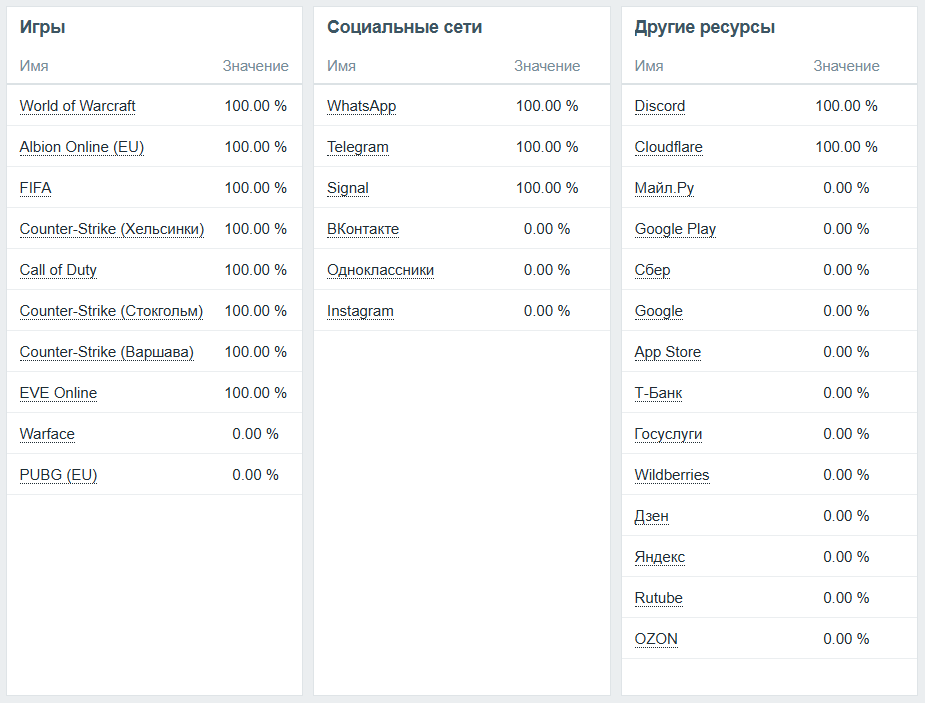 Игры
Имя Значение
World of Warcraft 100.00 %
Albion Online (EU) 100.00 %
FIFA 100.00 %
Counter-Strike (Хельсинки) 100.00 %
Call of Duty 100.00 %
Counter-Strike (Стокгольм) 100.00 %
Counter-Strike (Варшава) 100.00 %
EVE Online 100.00 %
Warface 0.00 %
PUBG (EU) 0.00 %
Социальные сети
Имя Значение
WhatsApp 100.00 %
Telegram 100.00 %
Signal 100.00 %
ВКонтакте 0.00 %
Одноклассники 0.00 %
Instagram 0.00 %
Другие ресурсы
Имя Значение
Discord 100.00 %
Cloudflare 100.00 %
Майл.Ру 0.00 %
Google Play 0.00 %
Сбер 0.00 %
Google 0.00 %
App Store 0.00 %
Т-Банк 0.00 %
Госуслуги 0.00 %
Wildberries 0.00 %
Дзен 0.00 %
Яндекс 0.00 %
Rutube 0.00 %
OZON 0.00 %